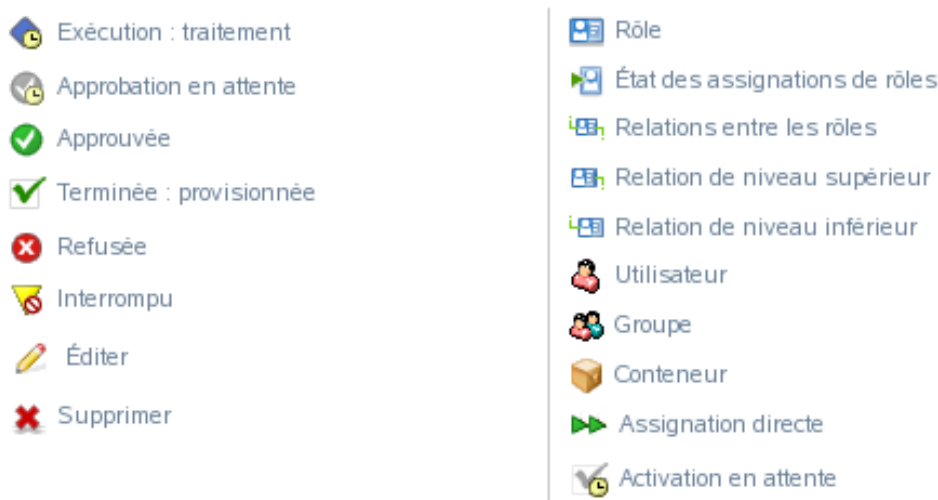 Exécution : traitement
Approbation en attente
Approuvée
Terminée : provisionnée
Refusée
Interrompu
Éditer
Supprimer
Rôle
État des assignations de rôles
Relations entre les rôles
Relation de niveau supérieur
Relation de niveau inférieur
Utilisateur
Groupe
Conteneur
Assignation directe
Activation en attente